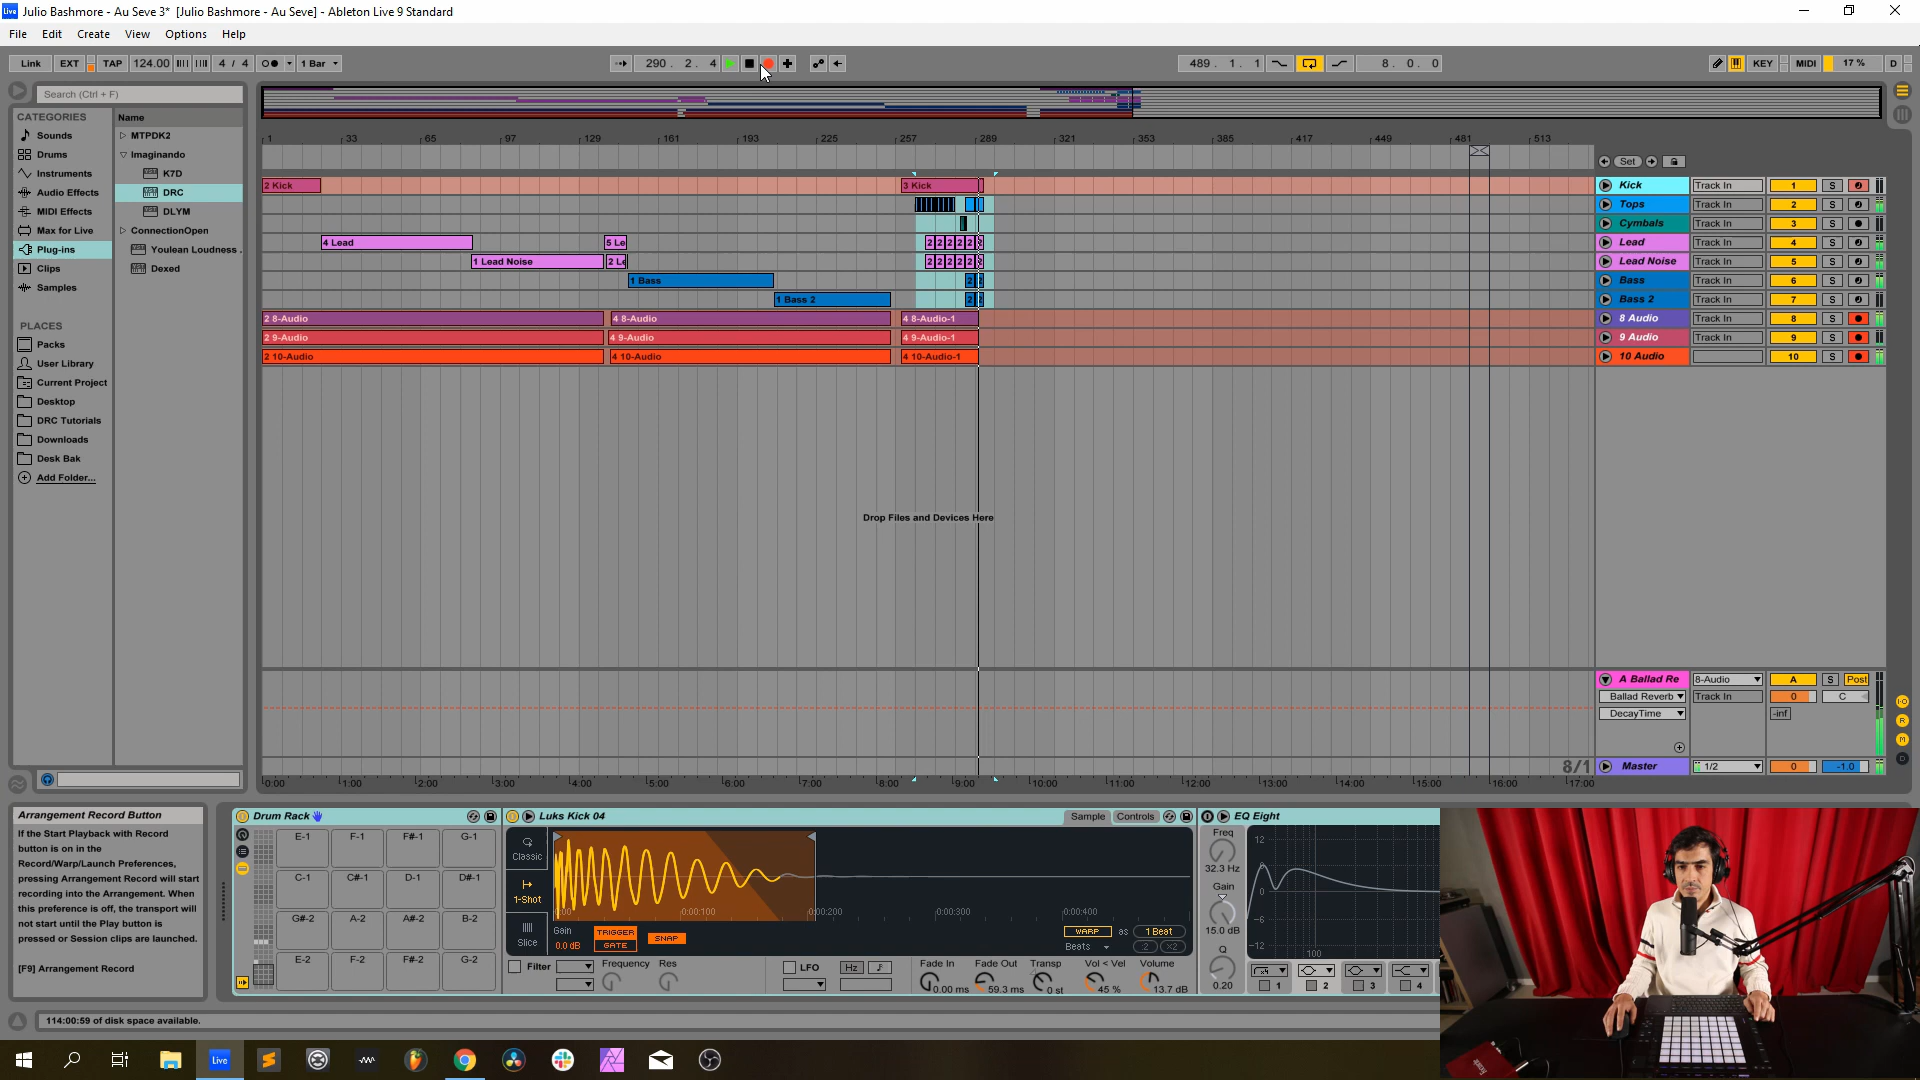 Julio Bashmore - Au Seve 3*  [Julio Bashmore - Au Seve] - Ableton Live 9 Standard
File Edit Create View Options Help
Link EXT TAP 124.00 4 / 4 1 Bar 290 . 2 . 4 489 . 1 . 1 8 . 0 . 0 KEY MIDI 17 % D
Search (Ctrl + F)
CATEGORIES
Sounds
Drums
Instruments
Audio Effects
MIDI Effects
Max for Live
Plug-ins
Clips
Samples
PLACES
Packs
User Library
Current Project
Desktop
DRC Tutorials
Downloads
Desk Bak
Add Folder...
Name
MTPDK2
Imaginando
K7D
DRC
DLYM
ConnectionOpen
Youlean Loudness .
Dexed
1 33 65 97 129 161 193 225 257 289 321 353 385 417 449 481 513
Set
2 Kick 3 Kick
4 Lead 5 Le 2 2 2 2 2 2
1 Lead Noise 2 Le 2 2 2 2 2 2
1 Bass 2 2
1 Bass 2 2 2
2 8-Audio 4 8-Audio 4 8-Audio-1
2 9-Audio 4 9-Audio 4 9-Audio-1
2 10-Audio 4 10-Audio 4 10-Audio-1
Kick Track In 1 S
Tops Track In 2 S
Cymbals Track In 3 S
Lead Track In 4 S
Lead Noise Track In 5 S
Bass Track In 6 S
Bass 2 Track In 7 S
8 Audio Track In 8 S
9 Audio Track In 9 S
10 Audio 10 S
Drop Files and Devices Here
A Ballad Re 8-Audio A S Post
Ballad Reverb Track In 0 C
DecayTime -inf
8/1 Master 1/2 0 -1.0
0:00 1:00 2:00 3:00 4:00 5:00 6:00 7:00 8:00 9:00 10:00 11:00 12:00 13:00 14:00 15:00 16:00 17:00
Arrangement Record Button
If the Start Playback with Record
button is on in the
Record/Warp/Launch Preferences,
pressing Arrangement Record will start
recording into the Arrangement. When
this preference is off, the transport will
not start until the Play button is
pressed or Session clips are launched.
[F9] Arrangement Record
Drum Rack
E-1 F-1 F#-1 G-1
C-1 C#-1 D-1 D#-1
G#-2 A-2 A#-2 B-2
E-2 F-2 F#-2 G-2
Luks Kick 04 Sample Controls
Classic
1-Shot
Slice
0:00:100 0:00:200 0:00:300 0:00:400
Gain
0.0 dB
TRIGGER
GATE
SNAP
WARP as 1 Beat
Beats :2 ×2
Filter Frequency Res LFO Hz
Fade In Fade Out Transp Vol < Vel Volume
0.00 ms 59.3 ms 0 st 45 % 13.7 dB
EQ Eight
Freq
32.3 Hz
Gain
15.0 dB
Q
0.20
12
6
0
-6
-12
100
1 2 3 4
114:00:59 of disk space available.
Live